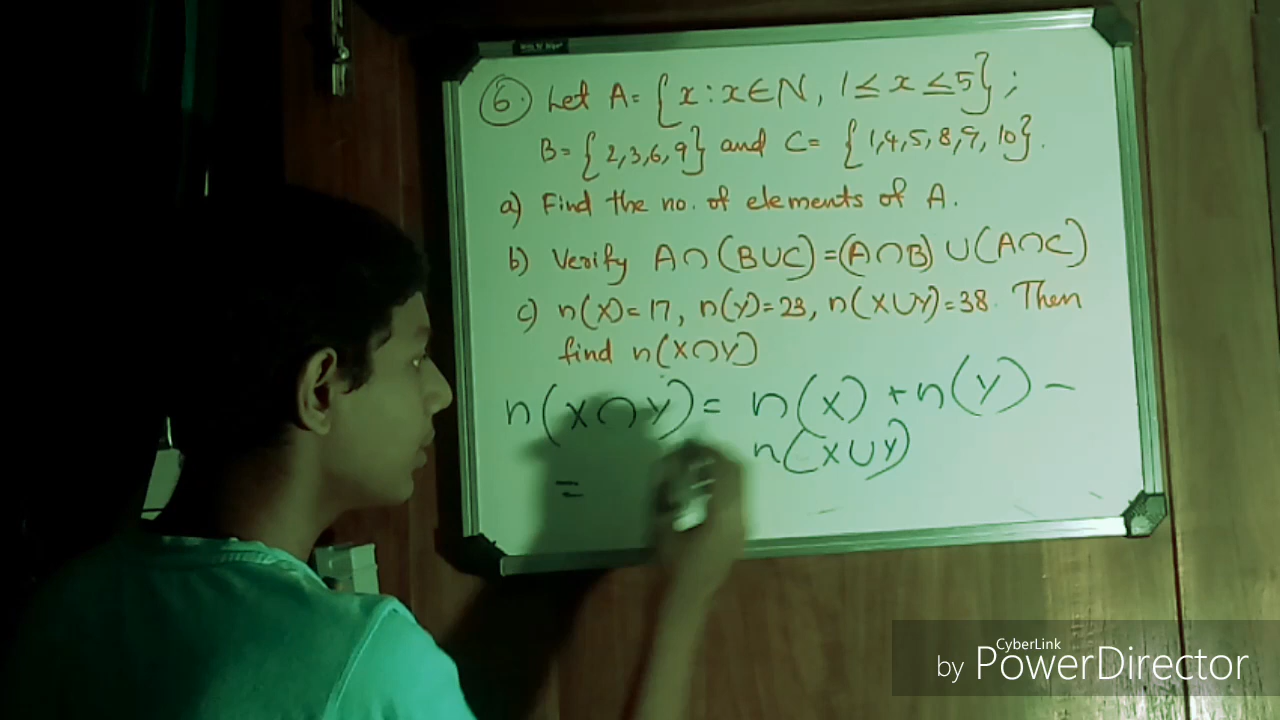 6. Let A= {x : x∈N, 1≤ x ≤5} ;
B= {2,3,6,9} and C= {1,4,5,8,9,10}.
a) Find the no. of elements of A.
b) Verify A∩(B∪C)=(A∩B)∪(A∩C)
c) n(X)=17, n(Y)=23, n(X∪Y)=38. Then
find n(X∩Y)
n(X∩Y)= n(X)+n(Y)−
n(X∪Y)
=
CyberLink
by PowerDirector